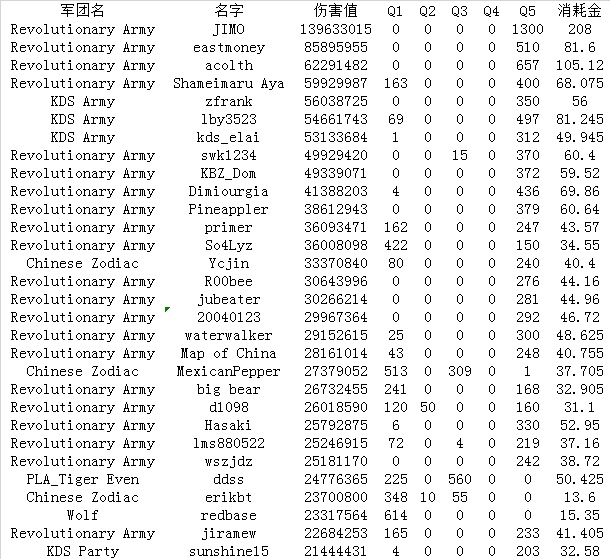 军团名 名字 伤害值 Q1 Q2 Q3 Q4 Q5 消耗金
Revolutionary Army JIMO 139633015 0 0 0 0 1300 208
Revolutionary Army eastmoney 85895955 0 0 0 0 510 81.6
Revolutionary Army acolth 62291482 0 0 0 0 657 105.12
Revolutionary Army Shameimaru Aya 59929987 163 0 0 0 400 68.075
KDS Army zfrank 56038725 0 0 0 0 350 56
KDS Army lby3523 54661743 69 0 0 0 497 81.245
KDS Army kds_elai 53133684 1 0 0 0 312 49.945
Revolutionary Army swk1234 49929420 0 0 15 0 370 60.4
Revolutionary Army KBZ_Dom 49339071 0 0 0 0 372 59.52
Revolutionary Army Dimiourgia 41388203 4 0 0 0 436 69.86
Revolutionary Army Pineappler 38612943 0 0 0 0 379 60.64
Revolutionary Army primer 36093471 162 0 0 0 247 43.57
Revolutionary Army So4Lyz 36008098 422 0 0 0 150 34.55
Chinese Zodiac Ycjin 33370840 80 0 0 0 240 40.4
Revolutionary Army R00bee 30643996 0 0 0 0 276 44.16
Revolutionary Army jubeater 30266214 0 0 0 0 281 44.96
Revolutionary Army 20040123 29967364 0 0 0 0 292 46.72
Revolutionary Army waterwalker 29152615 25 0 0 0 300 48.625
Revolutionary Army Map of China 28161014 43 0 0 0 248 40.755
Chinese Zodiac MexicanPepper 27379052 513 0 309 0 1 37.705
Revolutionary Army big bear 26732455 241 0 0 0 168 32.905
Revolutionary Army d1098 26018590 120 50 0 0 160 31.1
Revolutionary Army Hasaki 25792875 6 0 0 0 330 52.95
Revolutionary Army lms880522 25246915 72 0 4 0 219 37.16
Revolutionary Army wszjdz 25181170 0 0 0 0 242 38.72
PLA_Tiger Even ddss 24776365 225 0 560 0 0 50.425
Chinese Zodiac erikbt 23700800 348 10 55 0 0 13.6
Wolf redbase 23317564 614 0 0 0 0 15.35
Revolutionary Army jiramew 22684253 165 0 0 0 233 41.405
KDS Party sunshine15 21444431 4 0 0 0 203 32.58